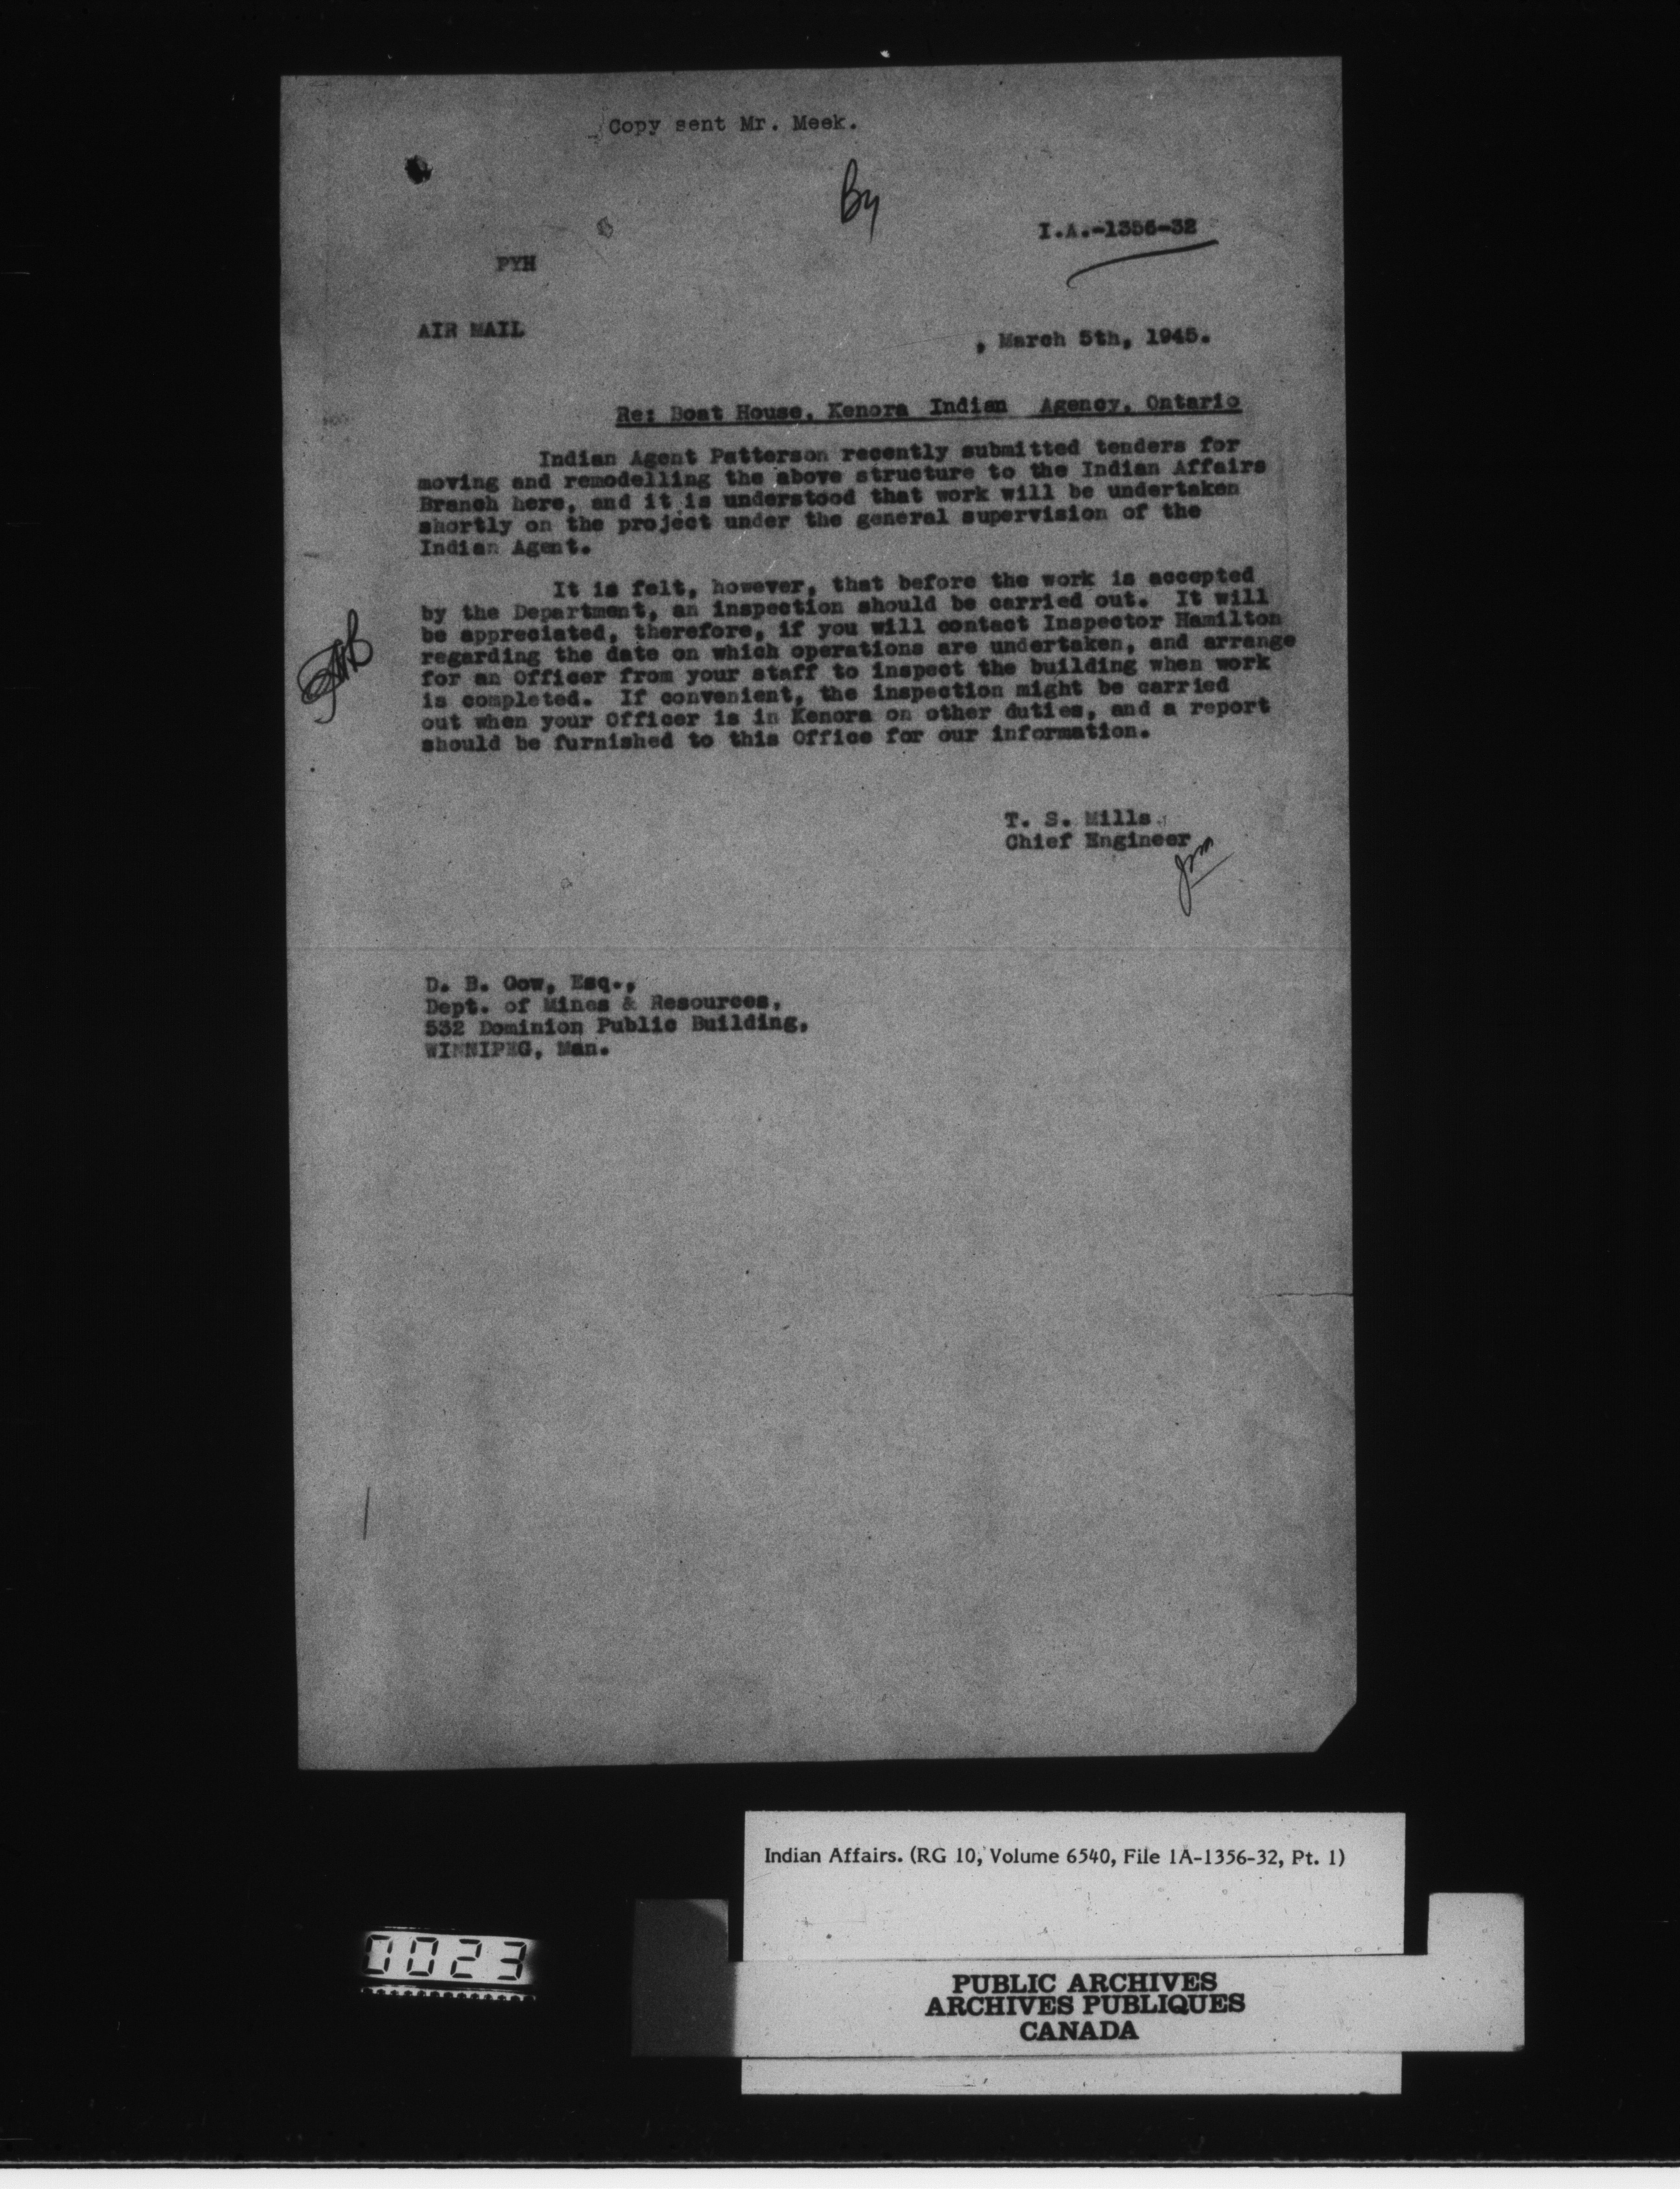 Copy sent Mr. Meek.
By
I.A.-1356-32
PYH
AIR MAIL
, March 5th, 1945.
Re: Boat House, Kenora Indian Agency, Ontario
Indian Agent Patterson recently submitted tenders for
moving and remodelling the above structure to the Indian Affairs
Branch here, and it is understood that work will be undertaken
shortly on the project under the general supervision of the
Indian Agent.
It is felt, however, that before the work is accepted
by the Department, an inspection should be carried out. It will
be appreciated, therefore, if you will contact Inspector Hamilton
regarding the date on which operations are undertaken, and arrange
for an Officer from your staff to inspect the building when work
is completed. If convenient, the inspection might be carried
out when your Officer is in Kenora on other duties, and a report
should be furnished to this Office for our information.
T. S. Mills
Chief Engineer
D. B. Gow, Esq.,
Dept. of Mines & Resources,
532 Dominion Public Building,
WINNIPEG, Man.
Indian Affairs. (RG 10, Volume 6540, File 1A-1356-32, Pt. 1)
0023
PUBLIC ARCHIVES
ARCHIVES PUBLIQUES
CANADA